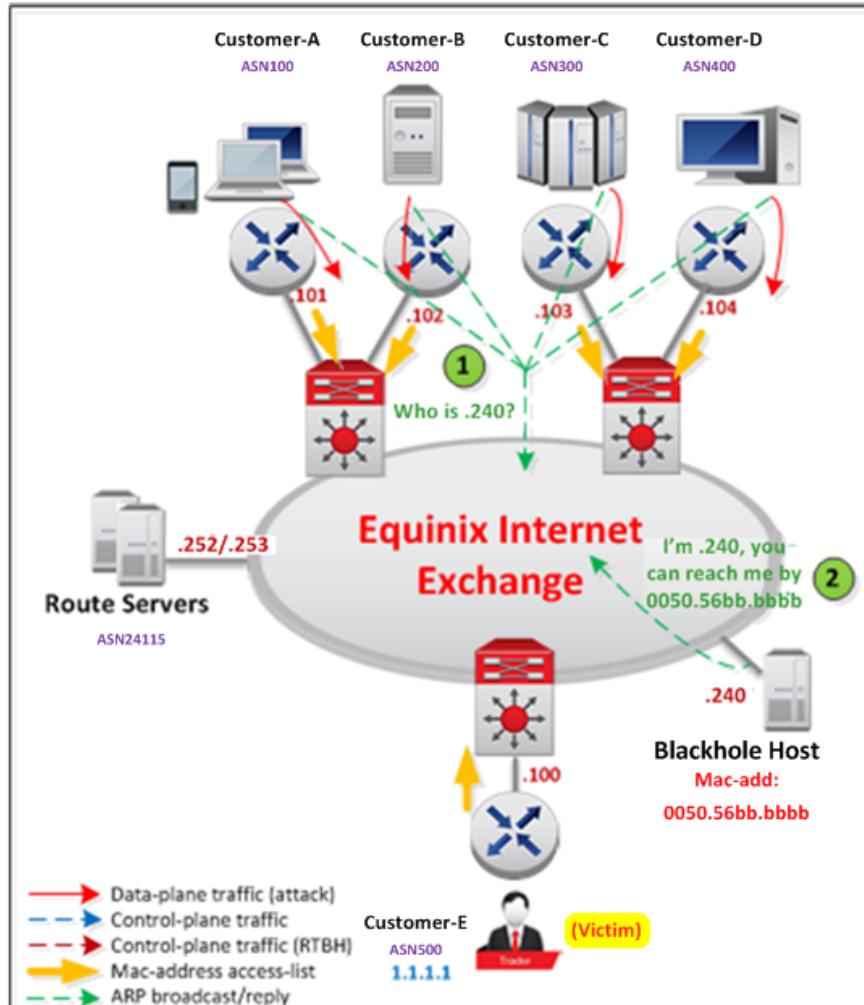 Customer-A
ASN100
Customer-B
ASN200
Customer-C
ASN300
Customer-D
ASN400
.101
.102
.103
.104
1
Who is .240?
Equinix Internet
Exchange
I'm .240, you
can reach me by
0050.56bb.bbbb
2
.252/.253
Route Servers
ASN24115
.240
Blackhole Host
Mac-add:
0050.56bb.bbbb
.100
Customer-E
ASN500
1.1.1.1
(Victim)
Trader
Data-plane traffic (attack)
Control-plane traffic
Control-plane traffic (RTBH)
Mac-address access-list
ARP broadcast/reply